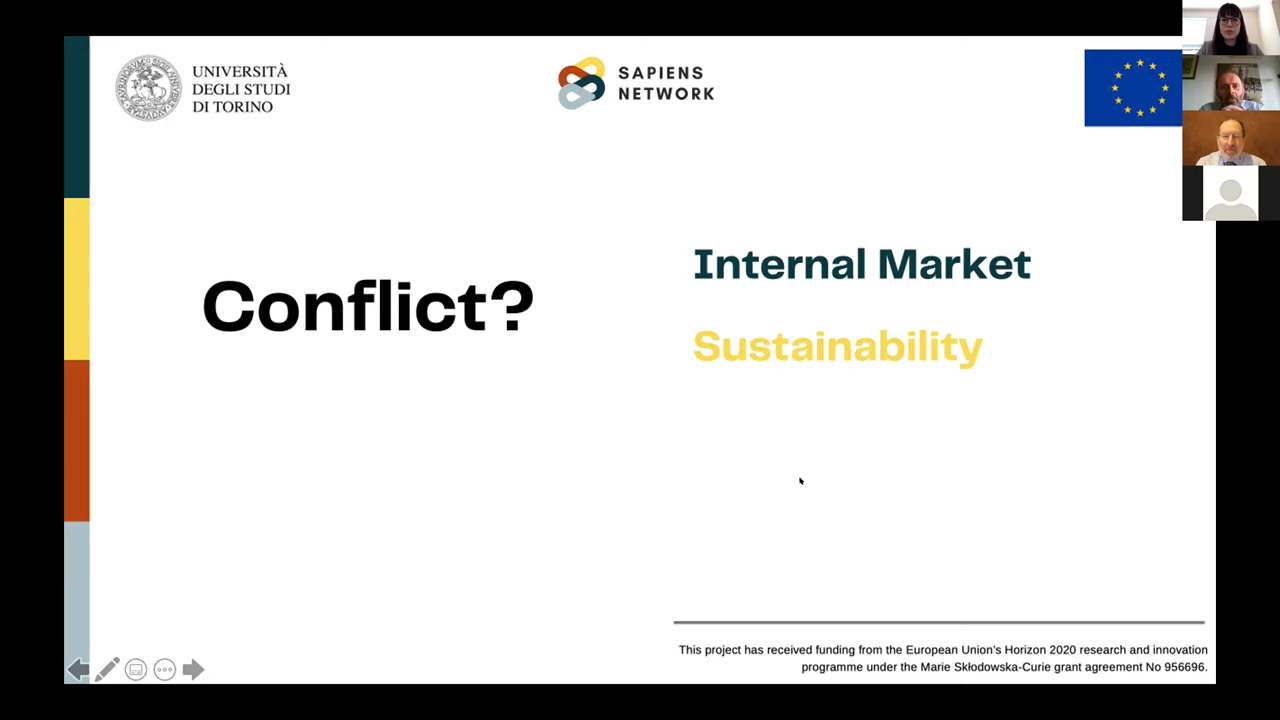 UNIVERSITÀ
DEGLI STUDI
DI TORINO
SAPIENS
NETWORK
Conflict?
Internal Market
Sustainability
This project has received funding from the European Union's Horizon 2020 research and innovation
programme under the Marie Skłodowska-Curie grant agreement No 956696.